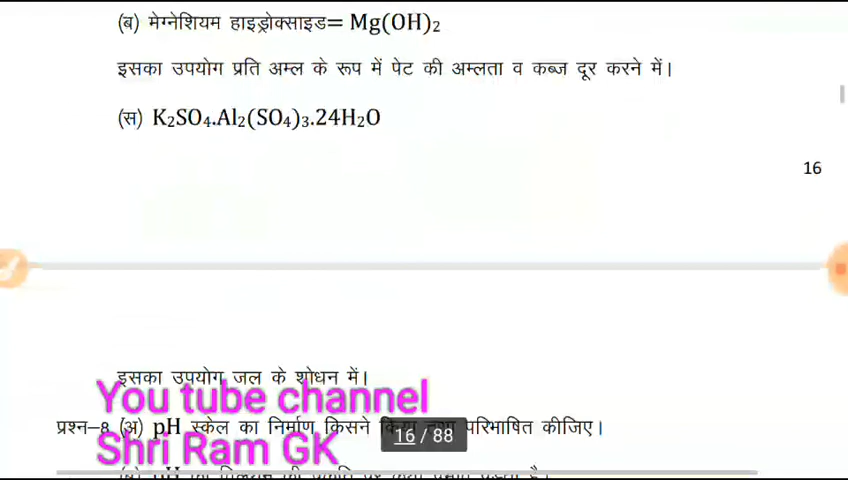 (ब) मेग्नेशियम हाइड्रोक्साइड= Mg(OH)₂
इसका उपयोग प्रति अम्ल के रूप में पेट की अम्लता व कब्ज दूर करने में।
(स) K₂SO₄.Al₂(SO₄)₃.24H₂O
16
इसका उपयोग जल के शोधन में।
You tube channel
प्रश्न–8 (अ) pH स्केल का निर्माण किसने किया तथा परिभाषित कीजिए।
16 / 88
Shri Ram GK